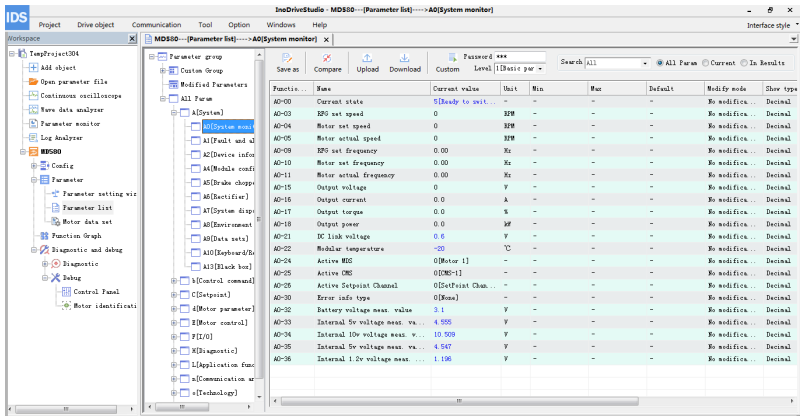 IDS
InoDriveStudio - MD580---[Parameter list]---->A0[System monitor]
Project Drive object Communication Tool Option Windows Help
Interface style
Workspace
MD580---[Parameter list]---->A0[System monitor]
TempProject304
Add object
Open parameter file
Continuous oscilloscope
Wave data analyzer
Parameter monitor
Log Analyzer
MD580
Config
Parameter
Parameter setting wiz
Parameter list
Motor data set
Function Graph
Diagnostic and debug
Diagnostic
Debug
Control Panel
Motor identificati
Parameter group
Custom Group
Modified Parameters
All Param
A[System]
A0[System monit
A1[Fault and al
A2[Device infor
A4[Module confi
A5[Brake choppe
A6[Rectifier]
A7[System dispa
A8[Environment
A9[Data sets]
A10[Keyboard/Re
A13[Black box]
b[Control command]
C[Setpoint]
d[Motor parameter]
E[Motor control]
F[I/O]
H[Diagnostic]
L[Application func
n[Communication an
o[Technology]
Save as Compare Upload Download Custom
Password ***
Level 1[Basic par
Search All
All Param Current In Results
Functio... Name Current value Unit Min Max Default Modify mode Show type
A0-00 Current state 5[Ready to swit... - - - - No modifica... Decimal
A0-03 RFG set speed 0 RPM - - - No modifica... Decimal
A0-04 Motor set speed 0 RPM - - - No modifica... Decimal
A0-05 Motor actual speed 0 RPM - - - No modifica... Decimal
A0-09 RFG set frequency 0.00 Hz - - - No modifica... Decimal
A0-10 Motor set frequency 0.00 Hz - - - No modifica... Decimal
A0-11 Motor actual frequency 0.00 Hz - - - No modifica... Decimal
A0-15 Output voltage 0 V - - - No modifica... Decimal
A0-16 Output current 0.0 A - - - No modifica... Decimal
A0-17 Output torque 0.0 % - - - No modifica... Decimal
A0-18 Output power 0.0 kW - - - No modifica... Decimal
A0-21 DC link voltage 0.6 V - - - No modifica... Decimal
A0-22 Modular temperature -20 ℃ - - - No modifica... Decimal
A0-24 Active MDS 0[Motor 1] - - - - No modifica... Decimal
A0-25 Active CMS 0[CMS-1] - - - - No modifica... Decimal
A0-26 Active Setpoint Channel 0[SetPoint Chan... - - - - No modifica... Decimal
A0-30 Error info type 0[None] - - - - No modifica... Decimal
A0-32 Battery voltage meas. value 3.1 V - - - No modifica... Decimal
A0-33 Internal 5v voltage meas. va... 4.555 V - - - No modifica... Decimal
A0-34 Internal 10v voltage meas. v... 10.509 V - - - No modifica... Decimal
A0-35 Internal 5v voltage meas. va... 4.547 V - - - No modifica... Decimal
A0-36 Internal 1.2v voltage meas. ... 1.196 V - - - No modifica... Decimal